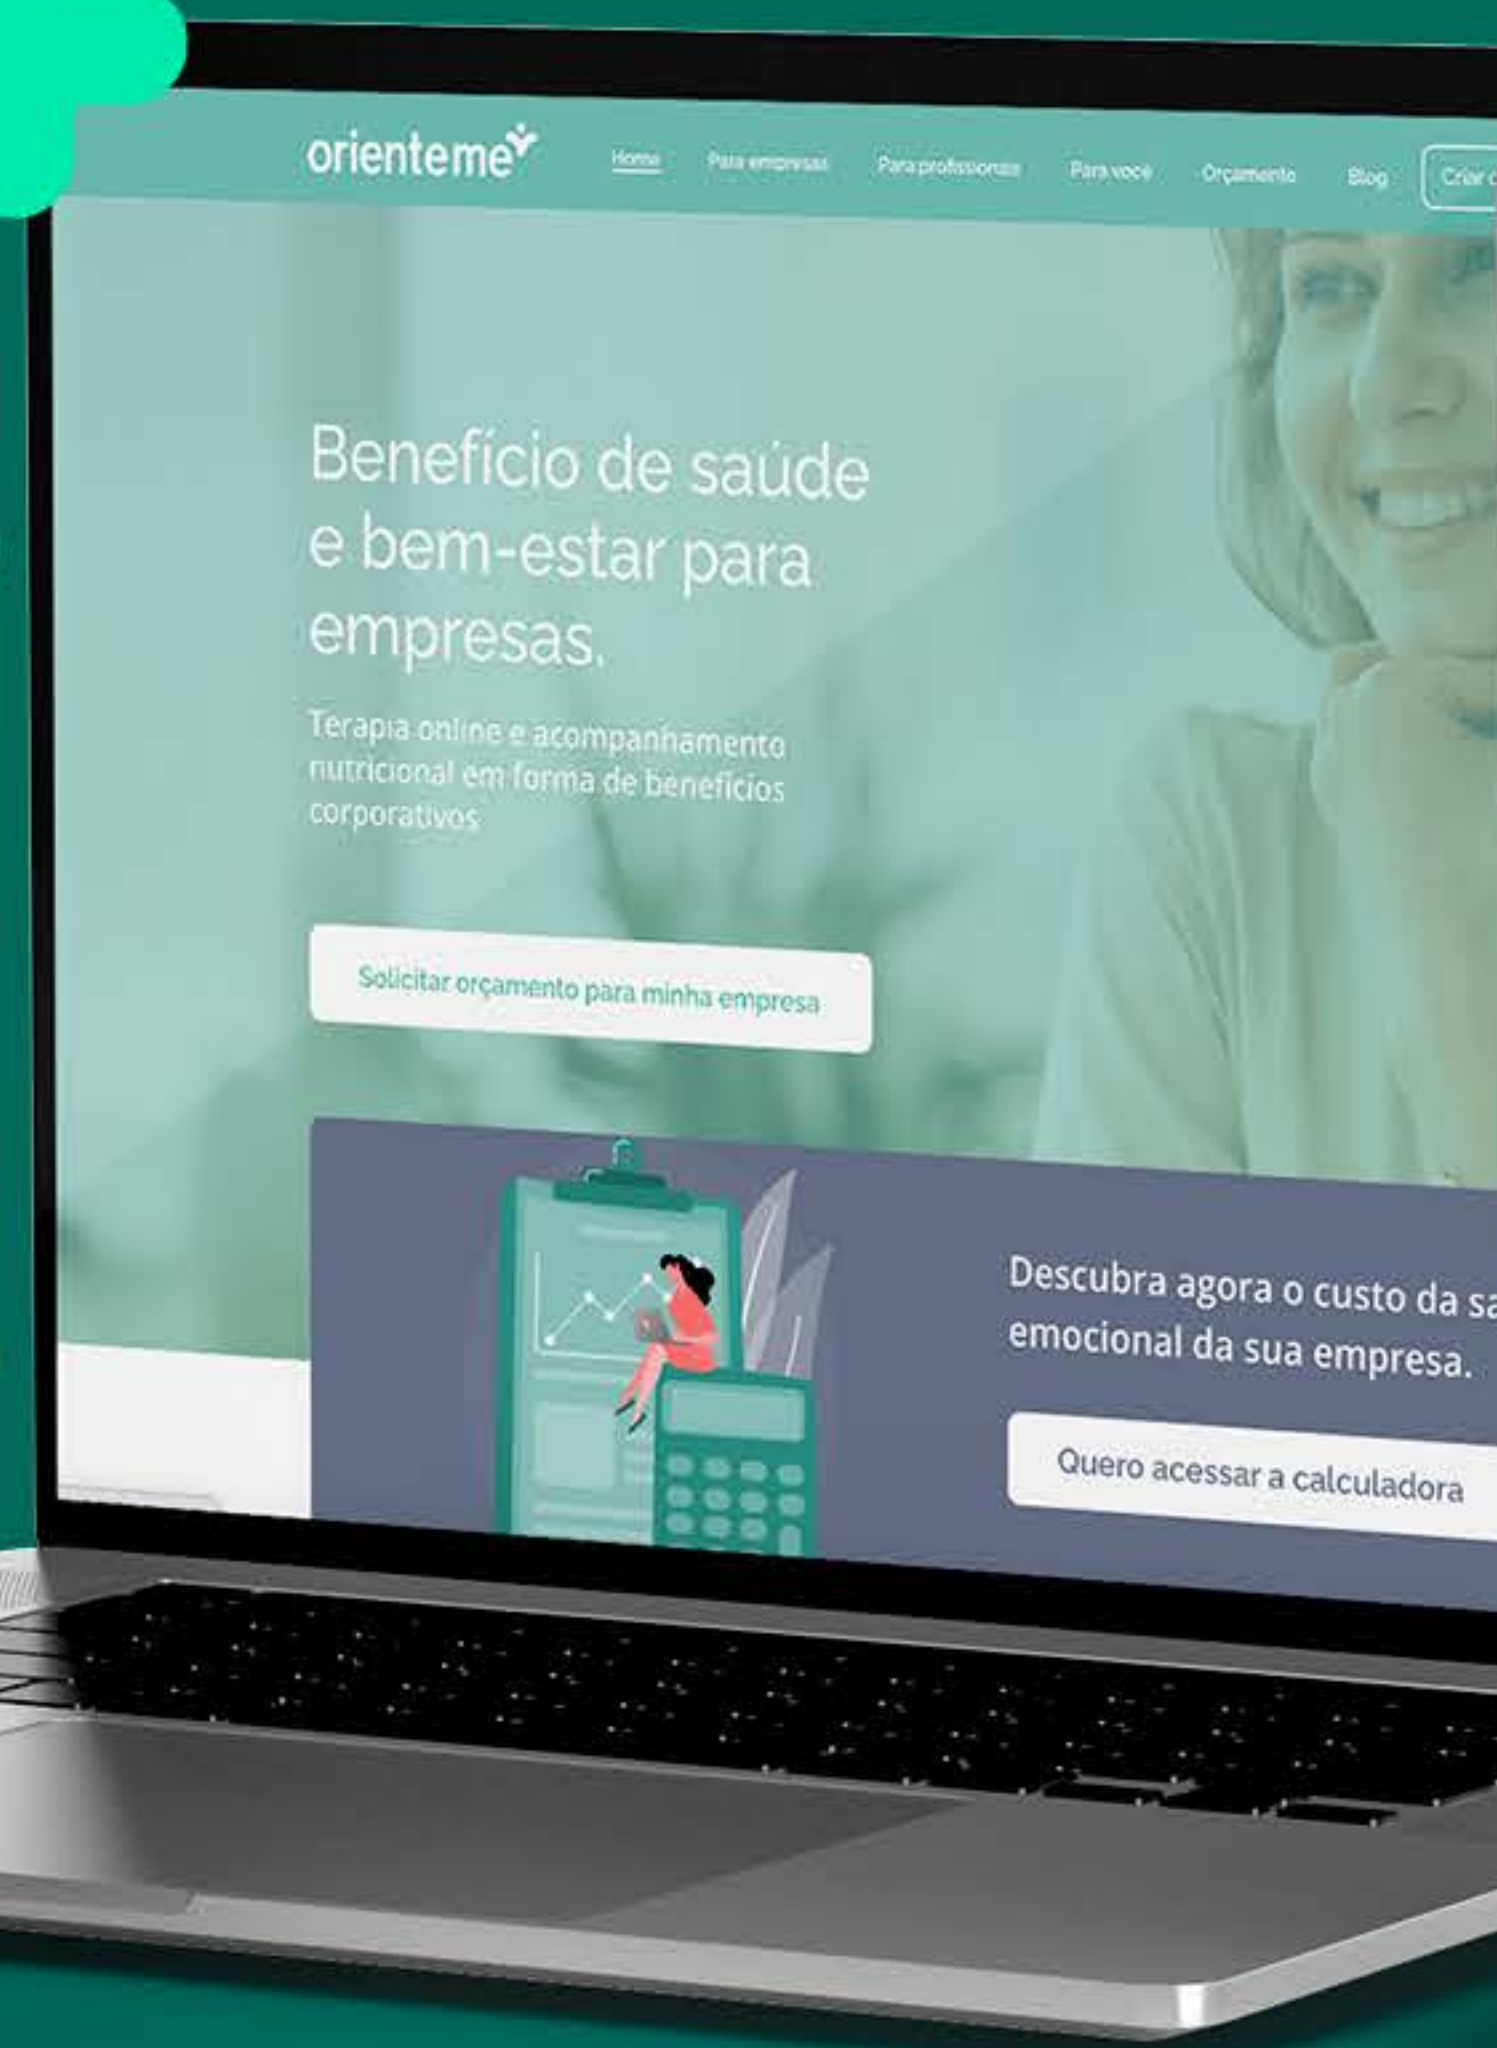 orienteme
Home Para empresas Para profissionais Para você Orçamento Blog Criar
Benefício de saúde
e bem-estar para
empresas.
Terapia online e acompanhamento
nutricional em forma de benefícios
corporativos
Solicitar orçamento para minha empresa
Descubra agora o custo da
emocional da sua empresa.
Quero acessar a calculadora